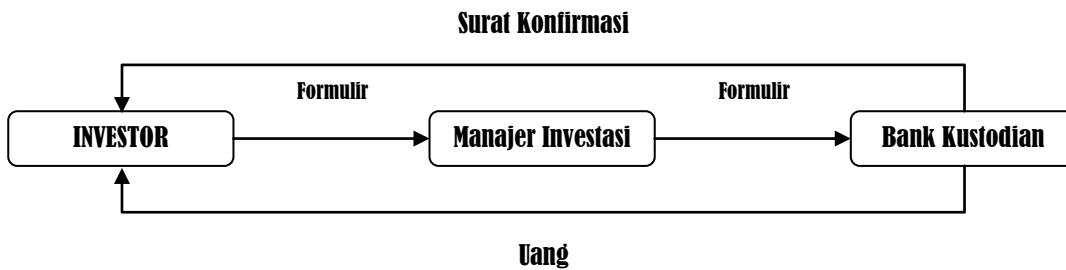 Surat Konfirmasi
Formulir
Formulir
INVESTOR
Manajer Investasi
Bank Kustodian
Uang